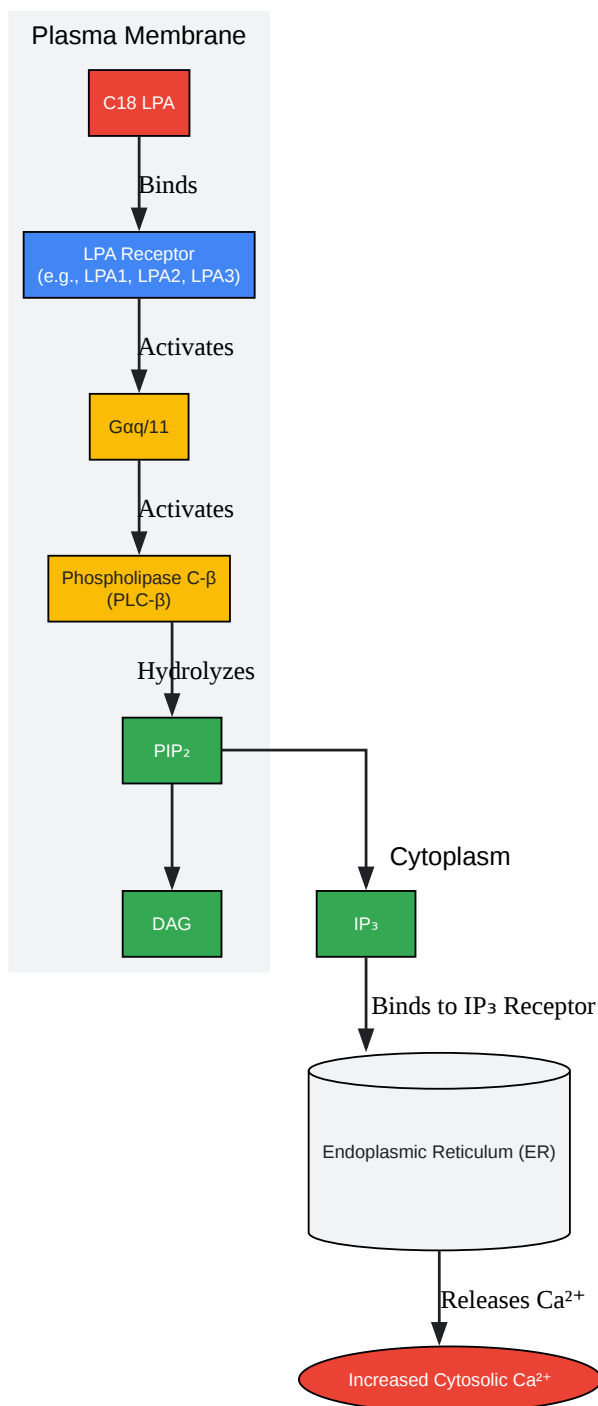 Plasma Membrane
C18 LPA
Binds
LPA Receptor
(e.g., LPA1, LPA2, LPA3)
Activates
Gαq/11
Activates
Phospholipase C-β
(PLC-β)
Hydrolyzes
PIP₂
Cytoplasm
DAG
IP₃
Binds to IP₃ Receptor
Endoplasmic Reticulum (ER)
Releases Ca²⁺
Increased Cytosolic Ca²⁺